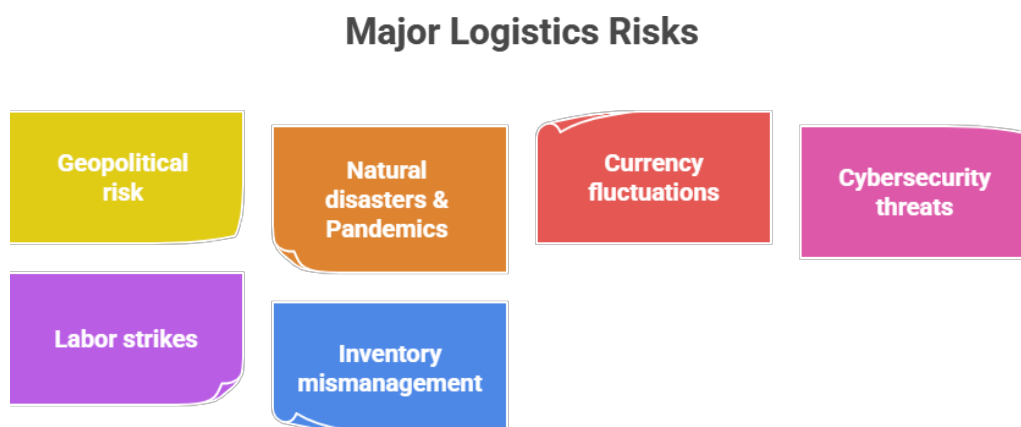 Major Logistics Risks
Geopolitical
risk
Natural
disasters &
Pandemics
Currency
fluctuations
Cybersecurity
threats
Labor strikes
Inventory
mismanagement